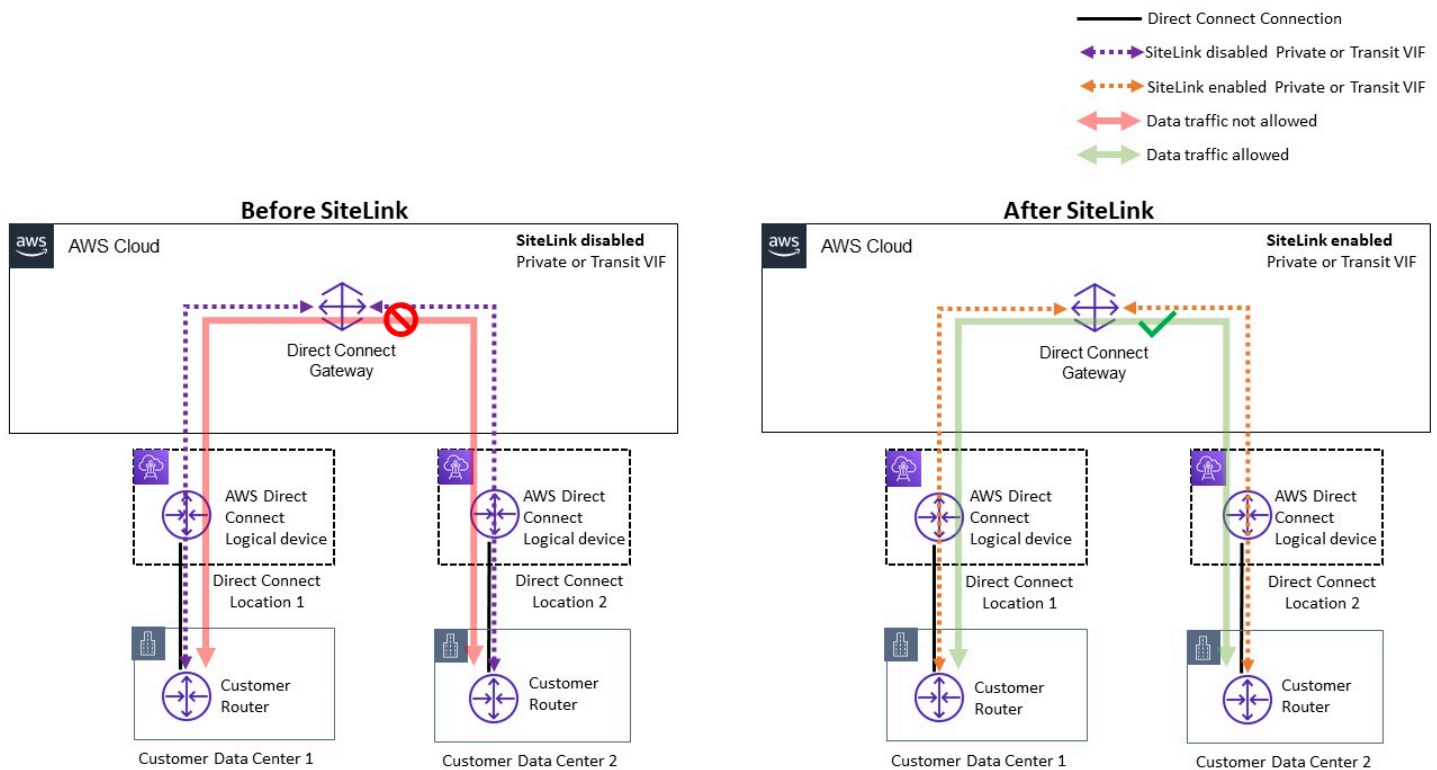 Direct Connect Connection
SiteLink disabled Private or Transit VIF
SiteLink enabled Private or Transit VIF
Data traffic not allowed
Data traffic allowed
Before SiteLink
aws
AWS Cloud
SiteLink disabled
Private or Transit VIF
Direct Connect
Gateway
AWS Direct
Connect
Logical device
Direct Connect
Location 1
AWS Direct
Connect
Logical device
Direct Connect
Location 2
Customer
Router
Customer Data Center 1
Customer
Router
Customer Data Center 2
After SiteLink
aws
AWS Cloud
SiteLink enabled
Private or Transit VIF
Direct Connect
Gateway
AWS Direct
Connect
Logical device
Direct Connect
Location 1
AWS Direct
Connect
Logical device
Direct Connect
Location 2
Customer
Router
Customer Data Center 1
Customer
Router
Customer Data Center 2